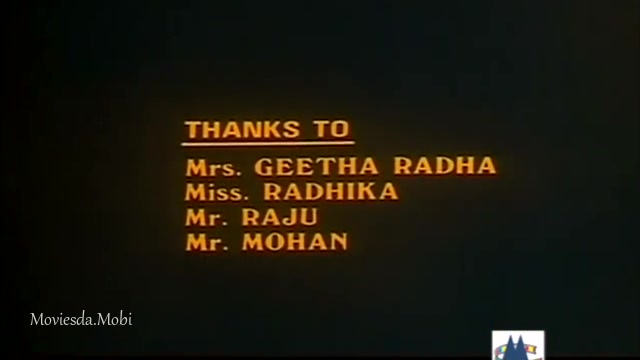 THANKS TO
Mrs. GEETHA RADHA
Miss. RADHIKA
Mr. RAJU
Mr. MOHAN
Moviesda.Mobi